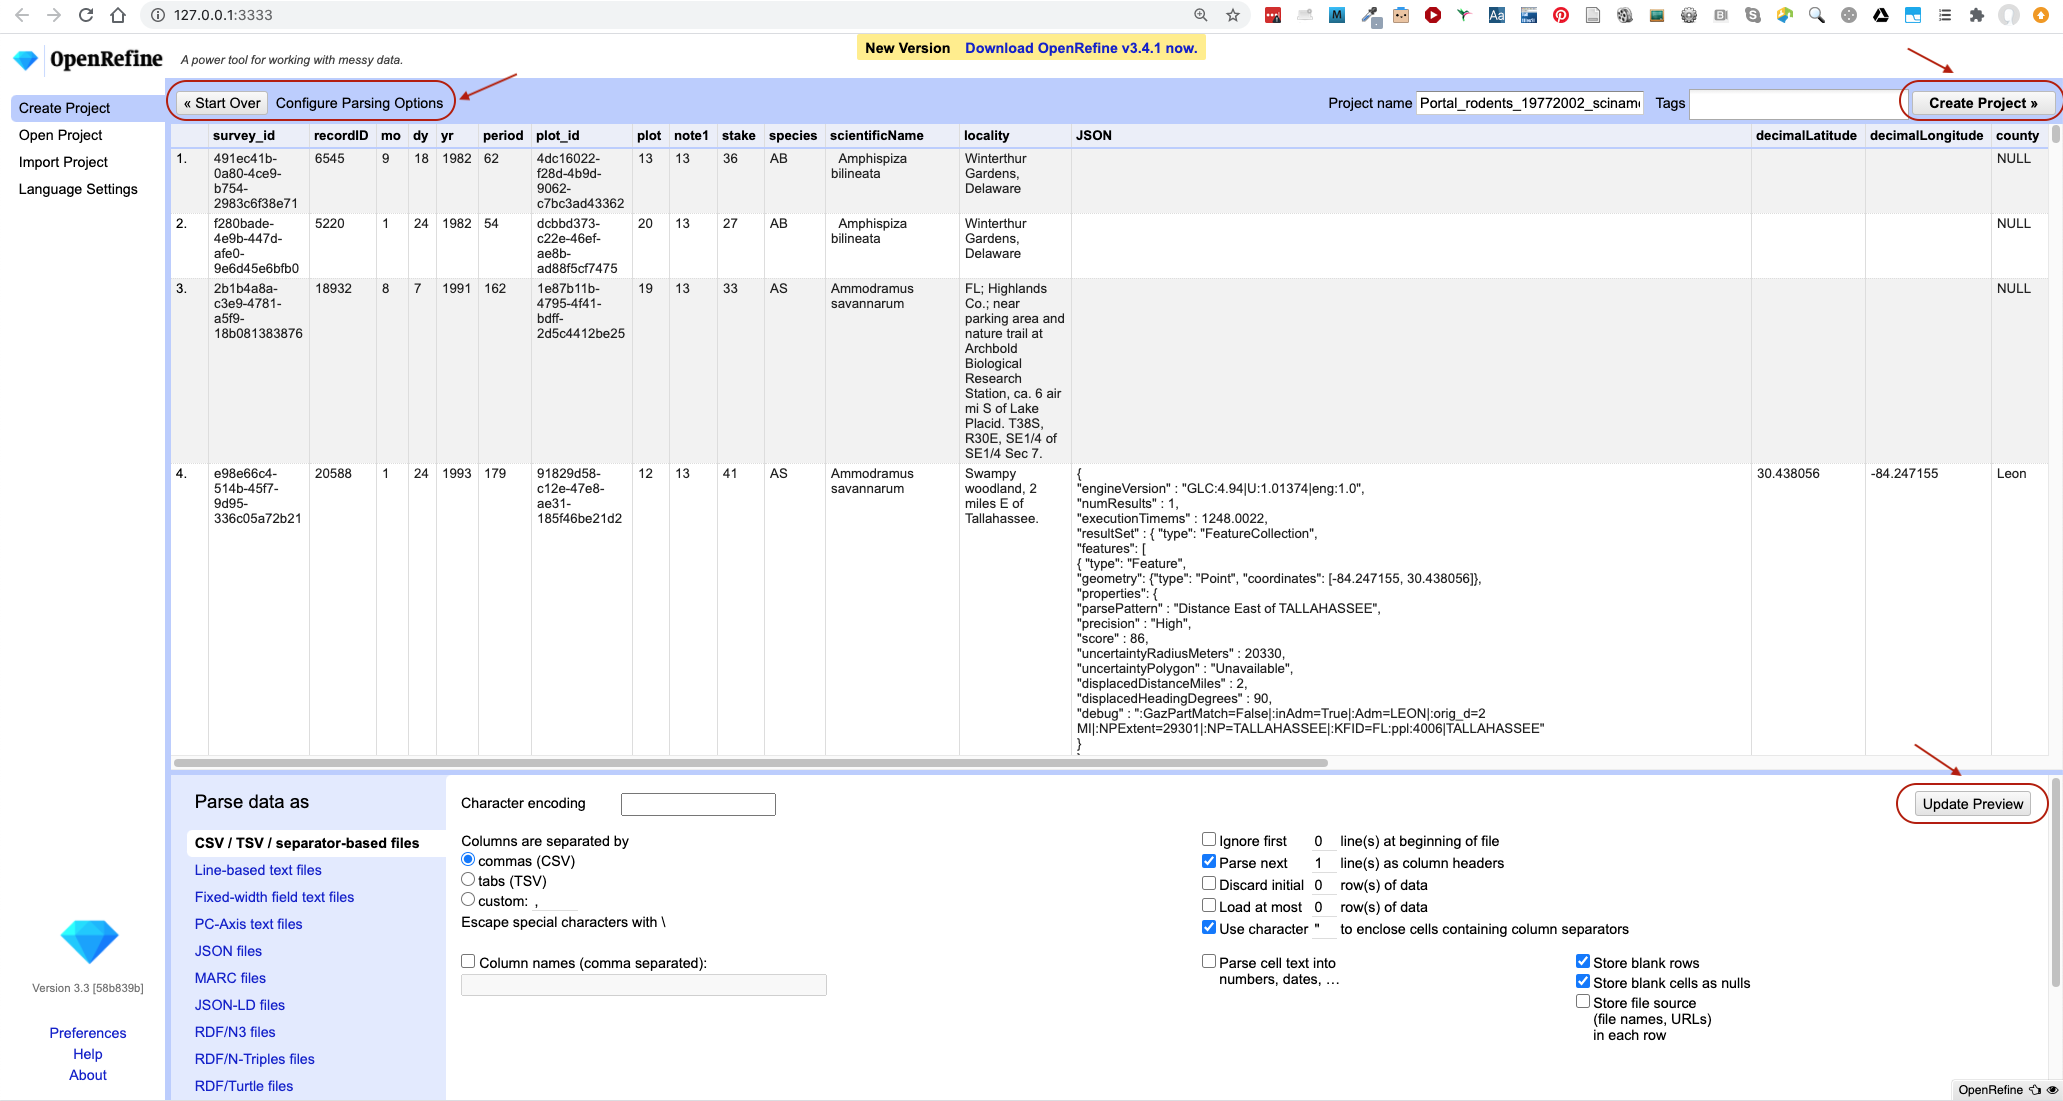 127.0.0.1:3333
OpenRefine
A power tool for working with messy data.
New Version Download OpenRefine v3.4.1 now.
Create Project
Open Project
Import Project
Language Settings
« Start Over Configure Parsing Options
Project name Portal_rodents_19772002_scinam
Tags
Create Project »
survey_id recordID mo dy yr period plot_id plot note1 stake species scientificName locality JSON decimalLatitude decimalLongitude county
1. 491ec41b- 6545 9 18 1982 62 4dc16022- 13 13 36 AB Amphispiza Winterthur NULL
0a80-4ce9- f28d-4b9d- bilineata Gardens,
b754- 9062- Delaware
2983c6f38e71 c7bc3ad43362
2. f280bade- 5220 1 24 1982 54 dcbbd373- 20 13 27 AB Amphispiza Winterthur NULL
4e9b-447d- c22e-46ef- bilineata Gardens,
afe0- ae8b- Delaware
9e6d45e6bfb0 ad88f5cf7475
3. 2b1b4a8a- 18932 8 7 1991 162 1e87b11b- 19 13 33 AS Ammodramus FL; Highlands NULL
c3e9-4781- 4795-4f41- savannarum Co.; near
a5f9- bdff- parking area and
18b081383876 2d5c4412be25 nature trail at
Archbold
Biological
Research
Station, ca. 6 air
mi S of Lake
Placid. T38S,
R30E, SE1/4 of
SE1/4 Sec 7.
4. e98e66c4- 20588 1 24 1993 179 91829d58- 12 13 41 AS Ammodramus Swampy { 30.438056 -84.247155 Leon
514b-45f7- c12e-47e8- savannarum woodland, 2 "engineVersion" : "GLC:4.94|U:1.01374|eng:1.0",
9d95- ae31- miles E of "numResults" : 1,
336c05a72b21 185f46be21d2 Tallahassee. "executionTimems" : 1248.0022,
"resultSet" : { "type": "FeatureCollection",
"features": [
{ "type": "Feature",
"geometry": {"type": "Point", "coordinates": [-84.247155, 30.438056]},
"properties": {
"parsePattern" : "Distance East of TALLAHASSEE",
"precision" : "High",
"score" : 86,
"uncertaintyRadiusMeters" : 20330,
"uncertaintyPolygon" : "Unavailable",
"displacedDistanceMiles" : 2,
"displacedHeadingDegrees" : 90,
"debug" : ":GazPartMatch=False|:inAdm=True|:Adm=LEON|:orig_d=2
MI|:NPExtent=29301|:NP=TALLAHASSEE|:KFID=FL:ppl:4006|TALLAHASSEE"
}
Parse data as
CSV / TSV / separator-based files
Line-based text files
Fixed-width field text files
PC-Axis text files
JSON files
MARC files
JSON-LD files
RDF/N3 files
RDF/N-Triples files
RDF/Turtle files
Character encoding
Update Preview
Columns are separated by
commas (CSV)
tabs (TSV)
custom: ,
Escape special characters with \
Column names (comma separated):
Ignore first 0 line(s) at beginning of file
Parse next 1 line(s) as column headers
Discard initial 0 row(s) of data
Load at most 0 row(s) of data
Use character " to enclose cells containing column separators
Parse cell text into
numbers, dates, ...
Store blank rows
Store blank cells as nulls
Store file source
(file names, URLs)
in each row
Version 3.3 [58b839b]
Preferences
Help
About
OpenRefine